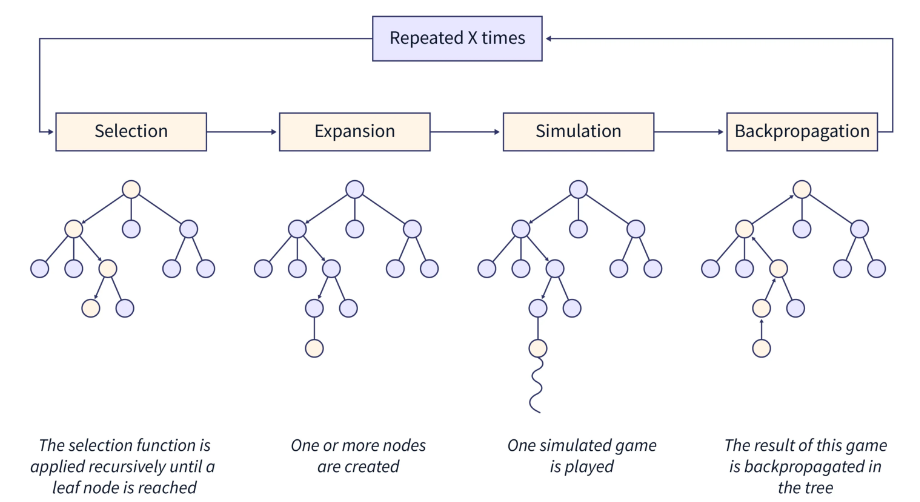 Repeated X times
Selection
Expansion
Simulation
Backpropagation
The selection function is
applied recursively until a
leaf node is reached
One or more nodes
are created
One simulated game
is played
The result of this game
is backpropagated in
the tree